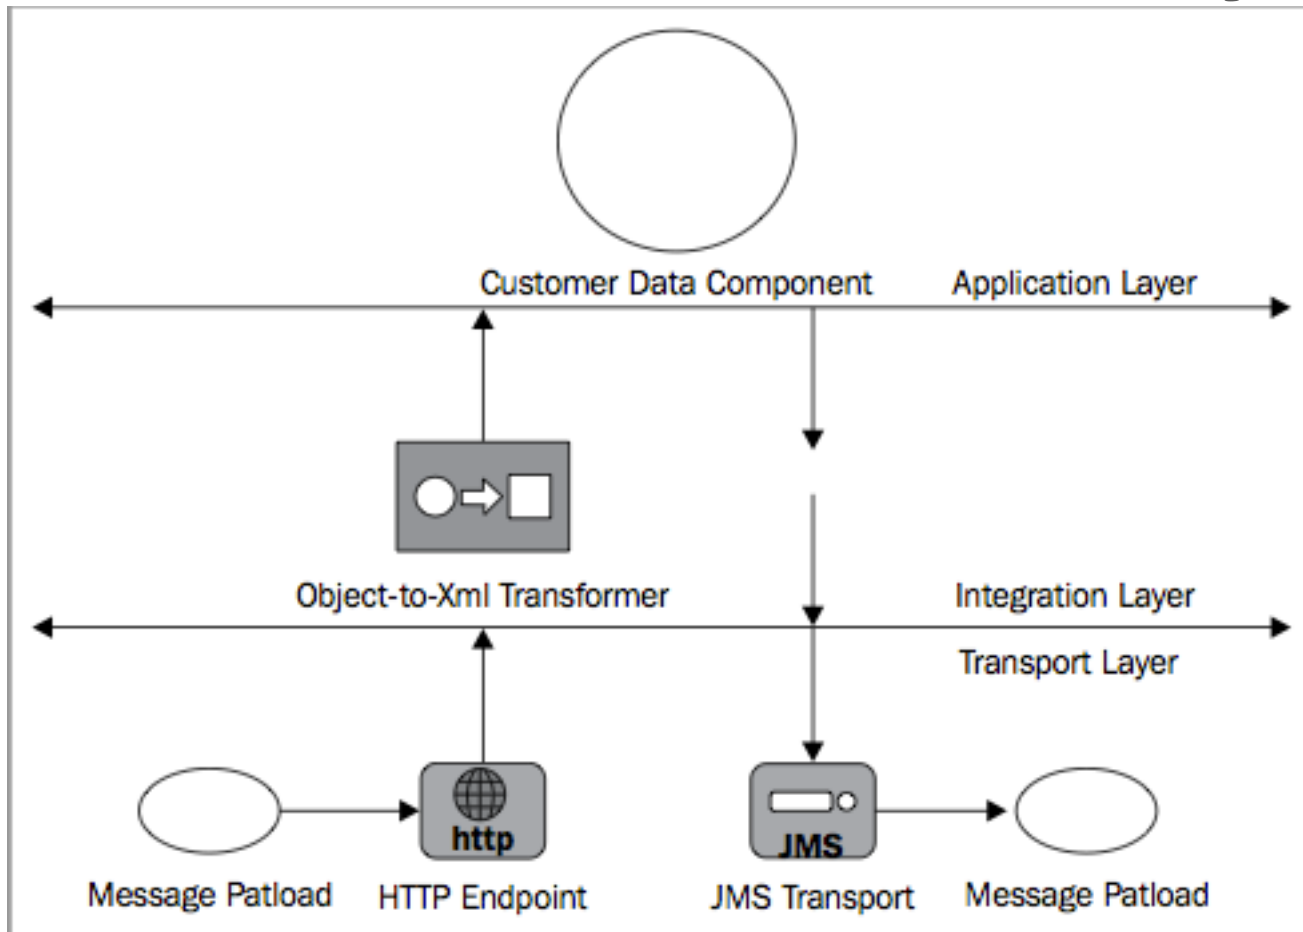 Customer Data Component
Application Layer
Object-to-Xml Transformer
Integration Layer
Transport Layer
http
JMS
Message Patload
HTTP Endpoint
JMS Transport
Message Patload